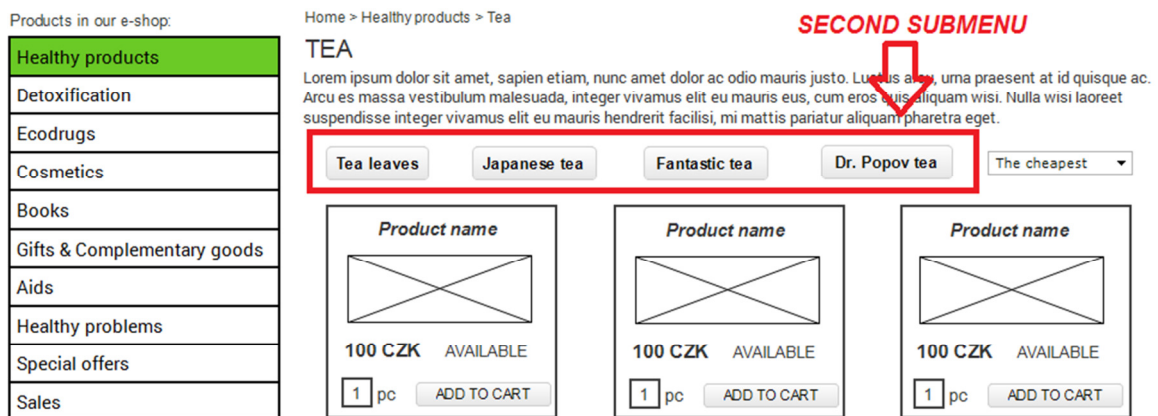 Products in our e-shop:
Healthy products
Detoxification
Ecodrugs
Cosmetics
Books
Gifts & Complementary goods
Aids
Healthy problems
Special offers
Sales
Home > Healthy products > Tea
SECOND SUBMENU
TEA
Lorem ipsum dolor sit amet, sapien etiam, nunc amet dolor ac odio mauris justo. urna praesent at id quisque ac.
Arcu es massa vestibulum malesuada, integer vivamus elit eu mauris eus, cum eros quis aliquam wisi. Nulla wisi laoreet
suspendisse integer vivamus elit eu mauris hendrerit facilisi, mi mattis pariatur aliquam pharetra eget.
Tea leaves Japanese tea Fantastic tea Dr. Popov tea The cheapest
Product name Product name Product name
100 CZK AVAILABLE 100 CZK AVAILABLE 100 CZK AVAILABLE
1 pc ADD TO CART 1 pc ADD TO CART 1 pc ADD TO CART